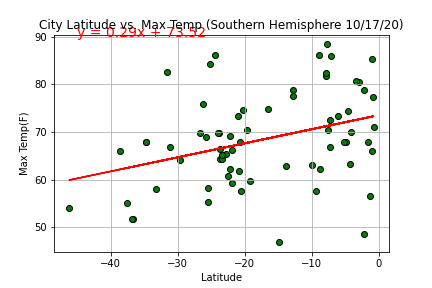 City Latitude vs. Max Temp (Southern Hemisphere 10/17/20)
y = 0.29x + 73.52
90
80
70
60
50
Max Temp(F)
−40
−30
−20
−10
0
Latitude